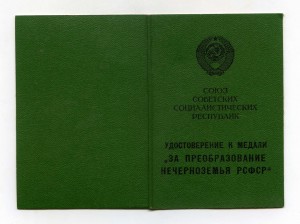 СОЮЗ
СОВЕТСКИХ
СОЦИАЛИСТИЧЕСКИХ
РЕСПУБЛИК
УДОСТОВЕРЕНИЕ К МЕДАЛИ
„ЗА ПРЕОБРАЗОВАНИЕ
НЕЧЕРНОЗЕМЬЯ РСФСР“